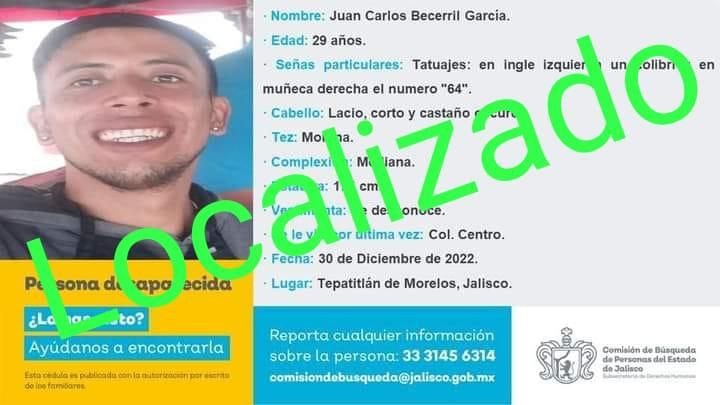 · Nombre: Juan Carlos Becerril García.
· Edad: 29 años.
· Señas particulares: Tatuajes: en ingle izquierda un colibrí, en
muñeca derecha el numero "64".
· Cabello: Lacio, corto y castaño oscuro.
· Tez: Morena.
· Complexión: Mediana.
· Estatura: cm
· Vestimenta: Se desconoce.
· Se le vio por última vez: Col. Centro.
· Fecha: 30 de Diciembre de 2022.
· Lugar: Tepatitlán de Morelos, Jalisco.
Localizado
Persona desaparecida
¿La has visto?
Ayúdanos a encontrarla
Esta cédula es publicada con la autorización por escrito
de los familiares.
Reporta cualquier información
sobre la persona: 33 3145 6314
comisiondebusqueda@jalisco.gob.mx
Comisión de Búsqueda
de Personas del Estado
de Jalisco
Subsecretaría de Derechos Humanos